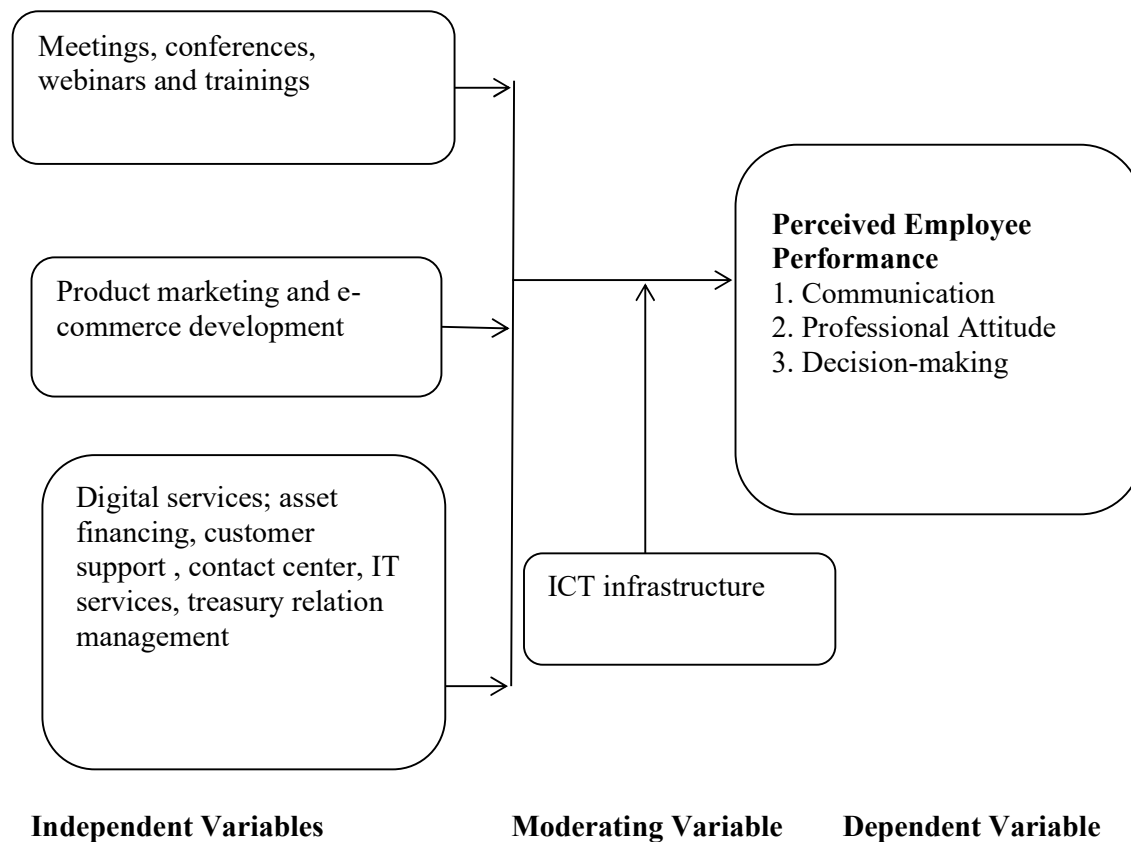 Meetings, conferences,
webinars and trainings
Product marketing and e-
commerce development
Digital services; asset
financing, customer
support , contact center, IT
services, treasury relation
management
ICT infrastructure
Perceived Employee
Performance
1. Communication
2. Professional Attitude
3. Decision-making
Independent Variables
Moderating Variable
Dependent Variable